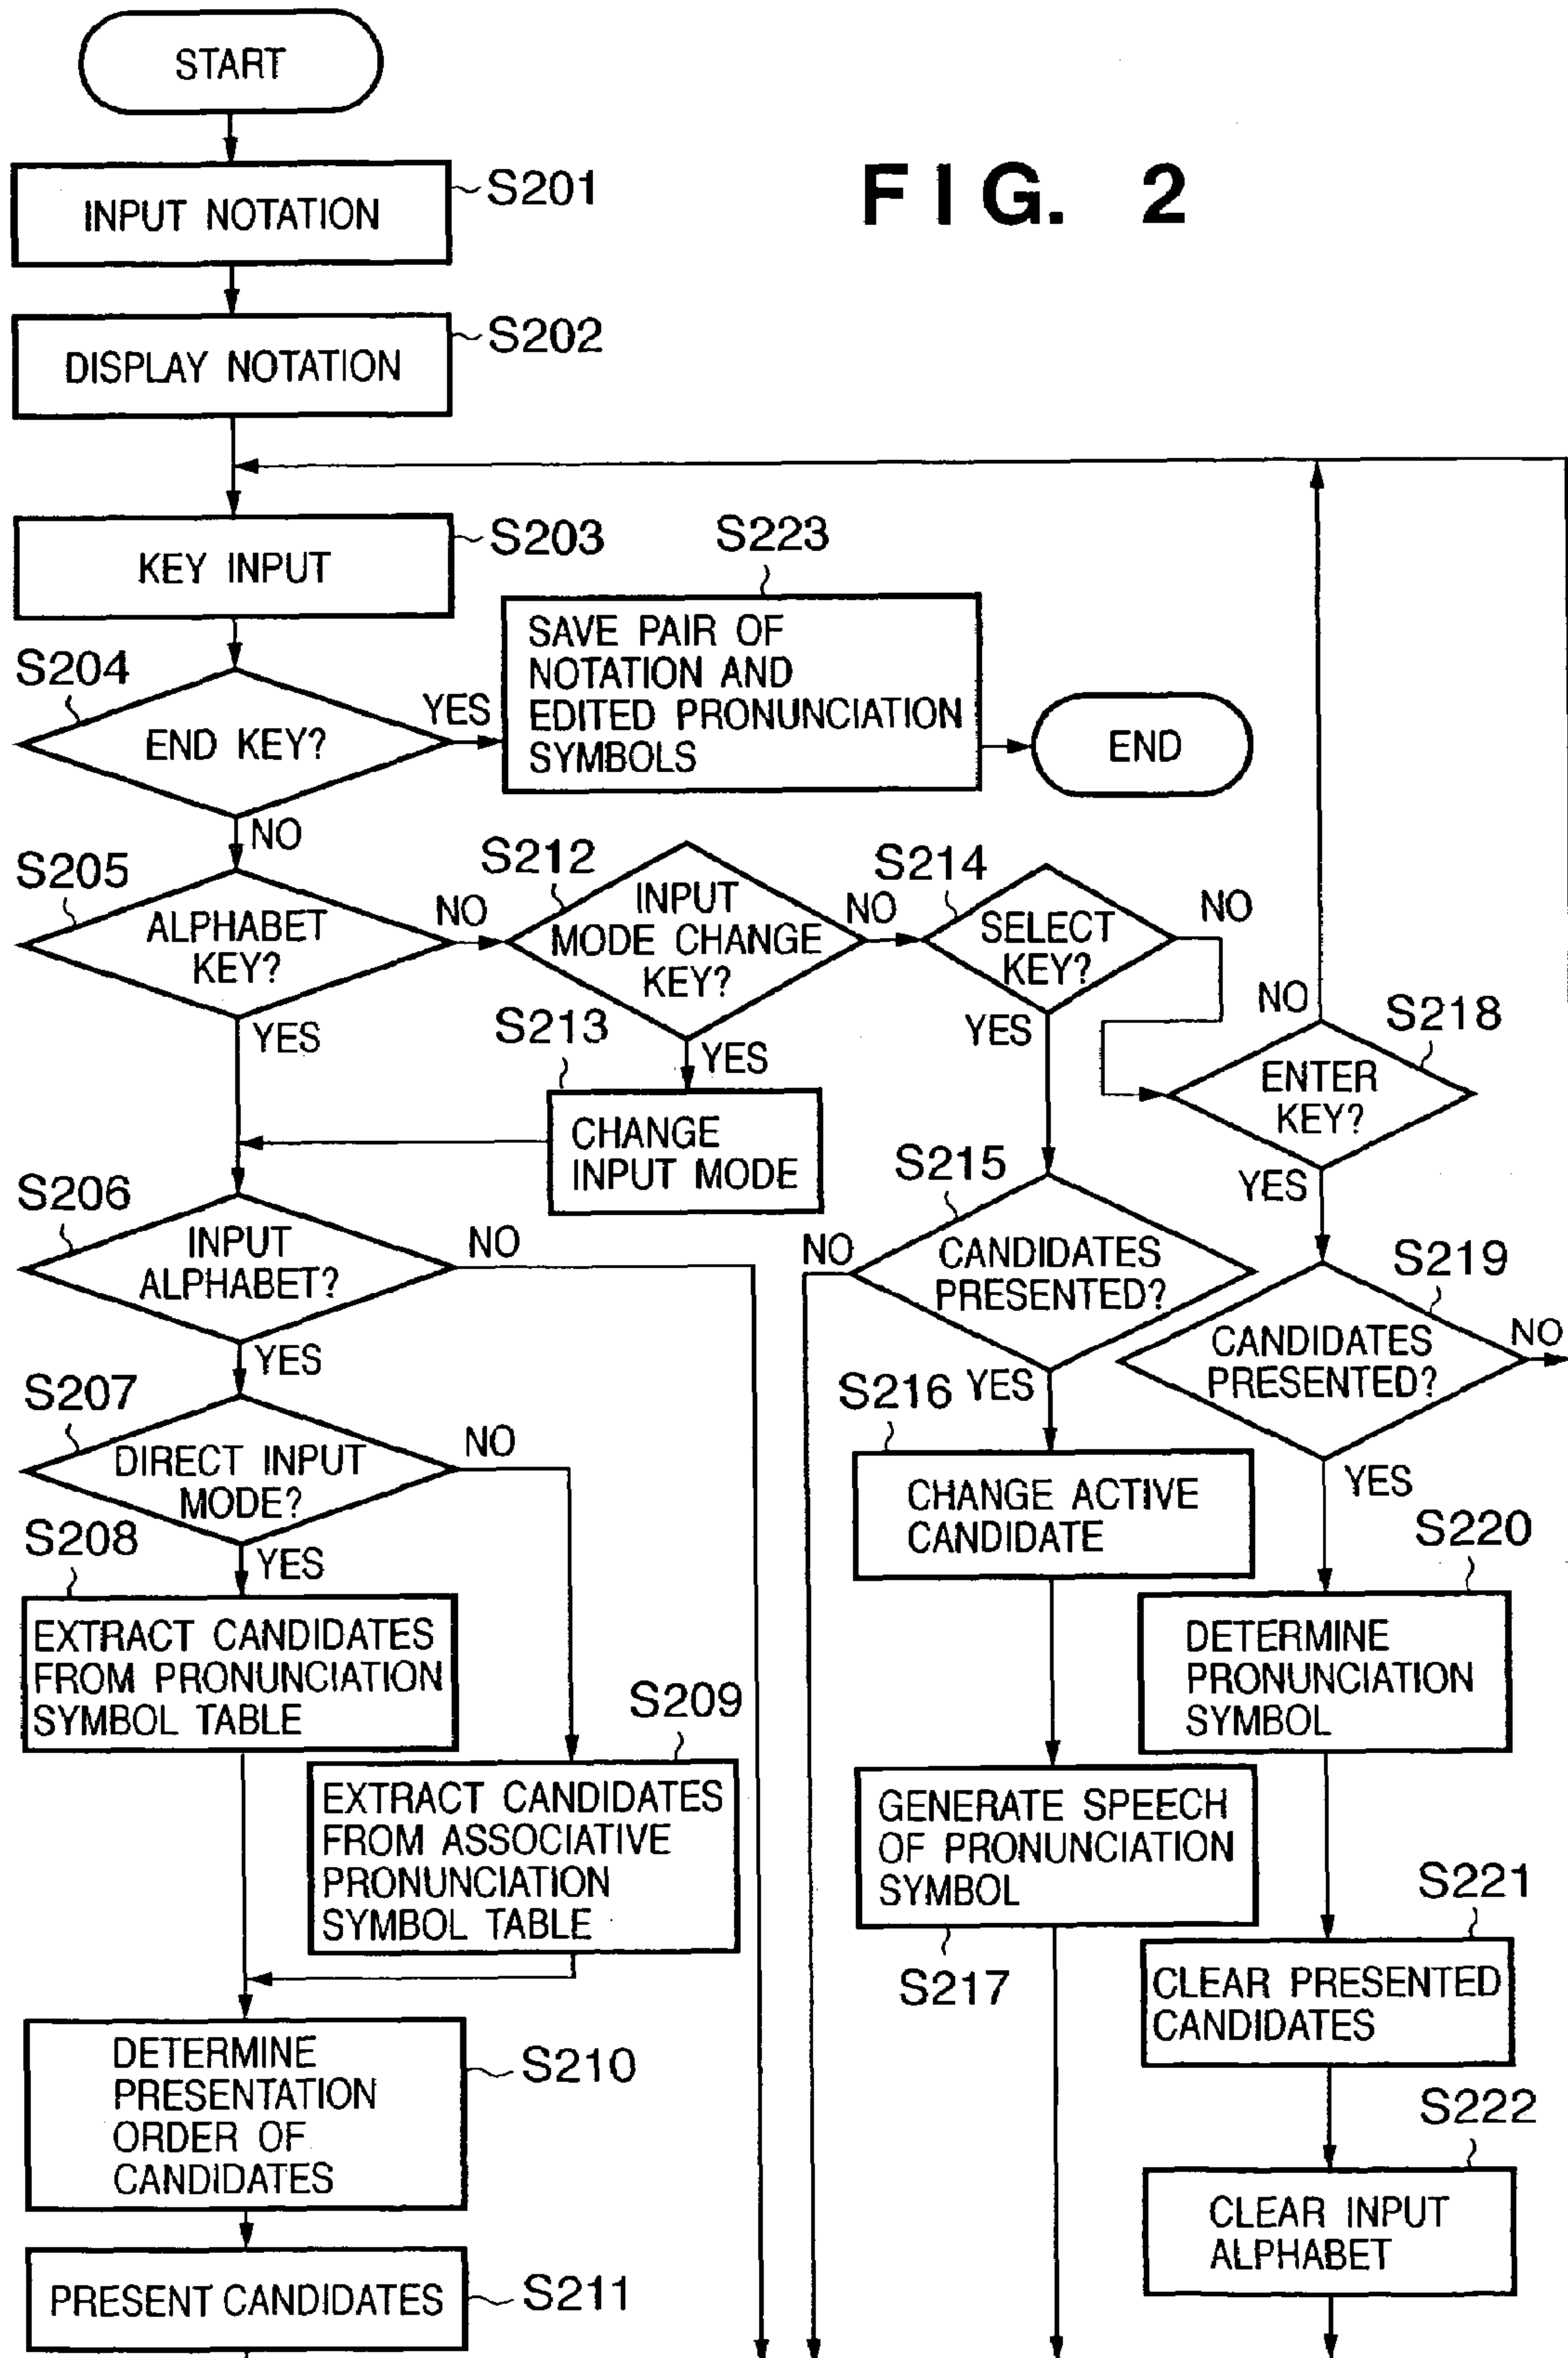 FIG. 2
START
INPUT NOTATION
S201
DISPLAY NOTATION
S202
KEY INPUT
S203
S223
SAVE PAIR OF
NOTATION AND
EDITED PRONUNCIATION
SYMBOLS
S204
END KEY?
YES
END
NO
S205
ALPHABET
KEY?
NO
YES
S212
INPUT
MODE CHANGE
KEY?
NO
YES
S213
CHANGE
INPUT MODE
S214
SELECT
KEY?
NO
YES
NO
S218
ENTER
KEY?
YES
S206
INPUT
ALPHABET?
NO
YES
S215
NO
CANDIDATES
PRESENTED?
YES
S219
CANDIDATES
PRESENTED?
NO
YES
S207
DIRECT INPUT
MODE?
NO
YES
S216
CHANGE ACTIVE
CANDIDATE
S208
EXTRACT CANDIDATES
FROM PRONUNCIATION
SYMBOL TABLE
S220
DETERMINE
PRONUNCIATION
SYMBOL
S209
EXTRACT CANDIDATES
FROM ASSOCIATIVE
PRONUNCIATION
SYMBOL TABLE
GENERATE SPEECH
OF PRONUNCIATION
SYMBOL
S217
S221
CLEAR PRESENTED
CANDIDATES
DETERMINE
PRESENTATION
ORDER OF
CANDIDATES
S210
S222
CLEAR INPUT
ALPHABET
PRESENT CANDIDATES
S211